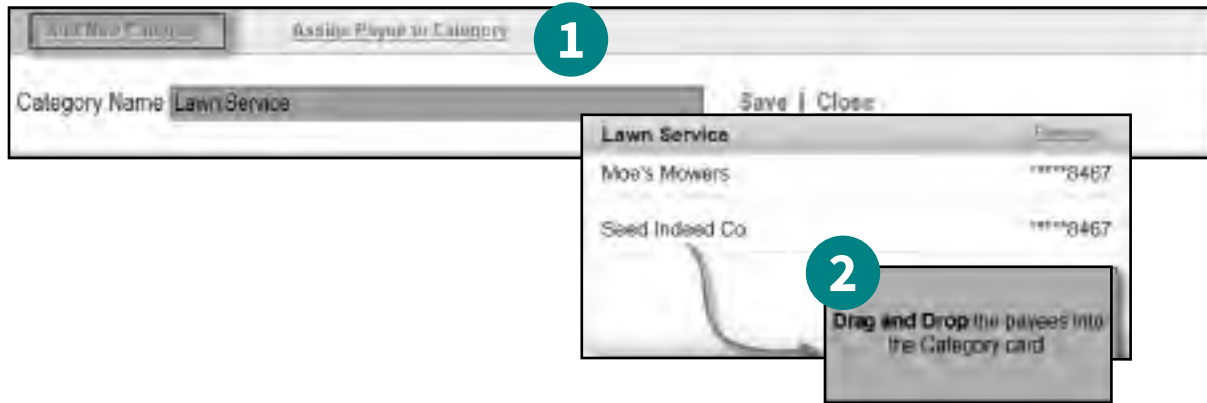 Add New Category Assign Payee to Category 1
Category Name Lawn Service Save | Close
Lawn Service
Moe's Mowers *****8467
Seed Indeed Co *****8467
2
Drag and Drop the payees into
the Category card